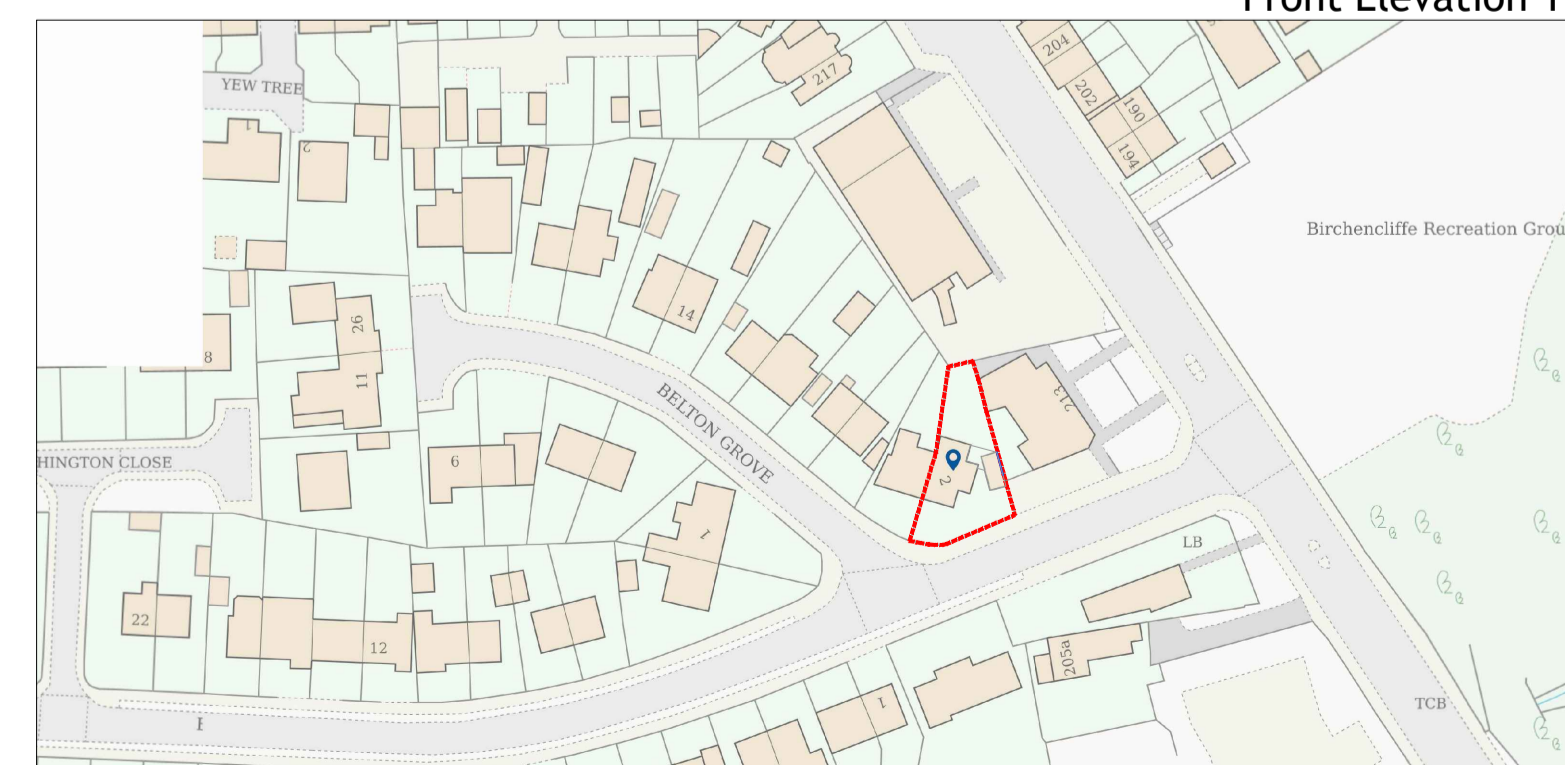 Front Elevation
204
217
202
190
194
YEW TREE
1
2
Birchencliffe Recreation Grou
14
26
11
8
213
BELTON GROVE
HINGTON CLOSE
6
2
1
LB
22
12
205a
1
TCB